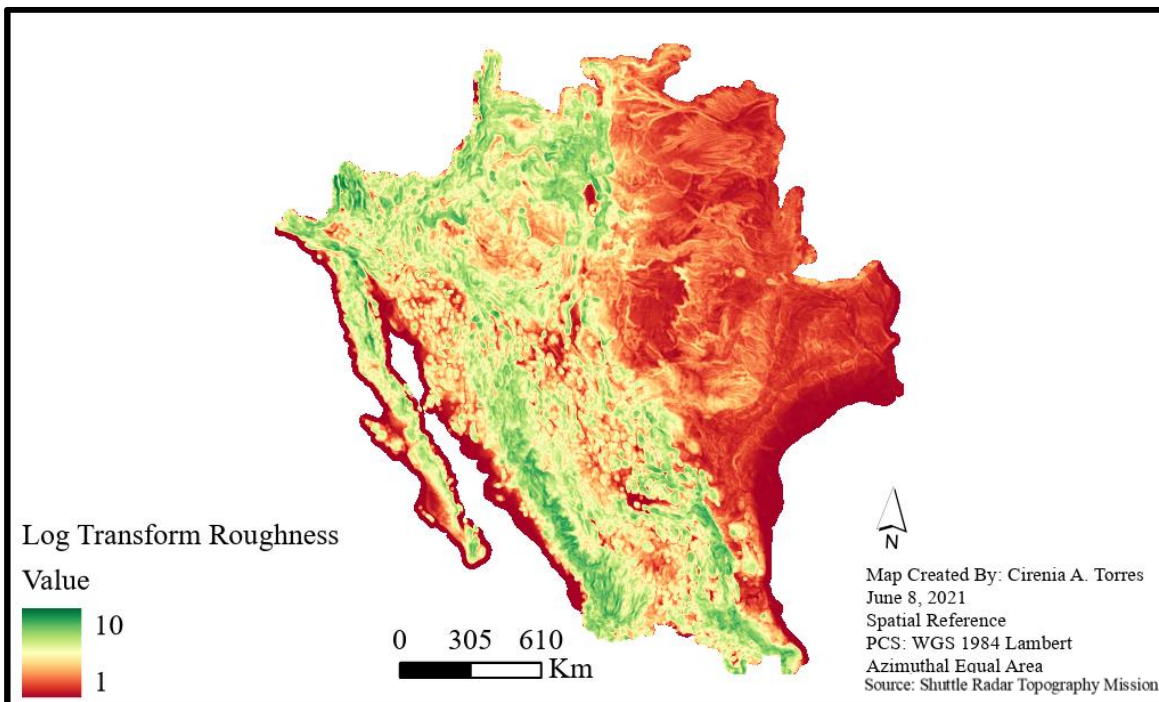 Log Transform Roughness
Value
10
1
0 305 610
Km
N
Map Created By: Cirenia A. Torres
June 8, 2021
Spatial Reference
PCS: WGS 1984 Lambert
Azimuthal Equal Area
Source: Shuttle Radar Topography Mission